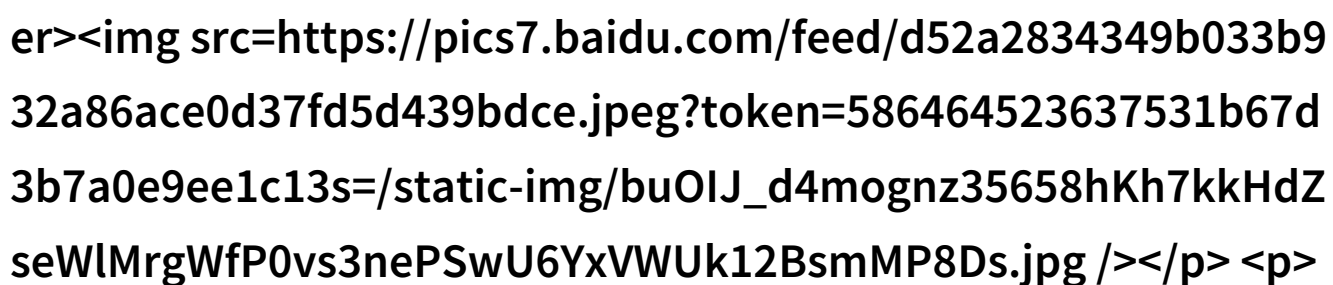 er><img src=https://pics7.baidu.com/feed/d52a2834349b033b9
32a86ace0d37fd5d439bdce.jpeg?token=586464523637531b67d
3b7a0e9ee1c13s=/static-img/buOIJ_d4mognz35658hKh7kkHdZ
seWlMrgWfP0vs3nePSwU6YxVWUk12BsmMP8Ds.jpg /></p> <p>